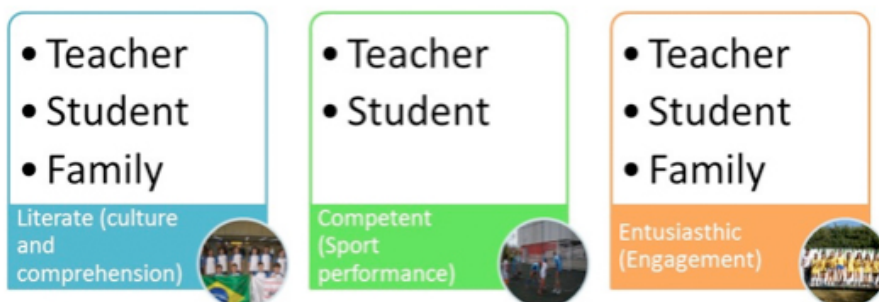 • Teacher
• Student
• Family
Literate (culture
and
comprehension)
• Teacher
• Student
Competent
(Sport
performance)
• Teacher
• Student
• Family
Entusiasthic
(Engagement)